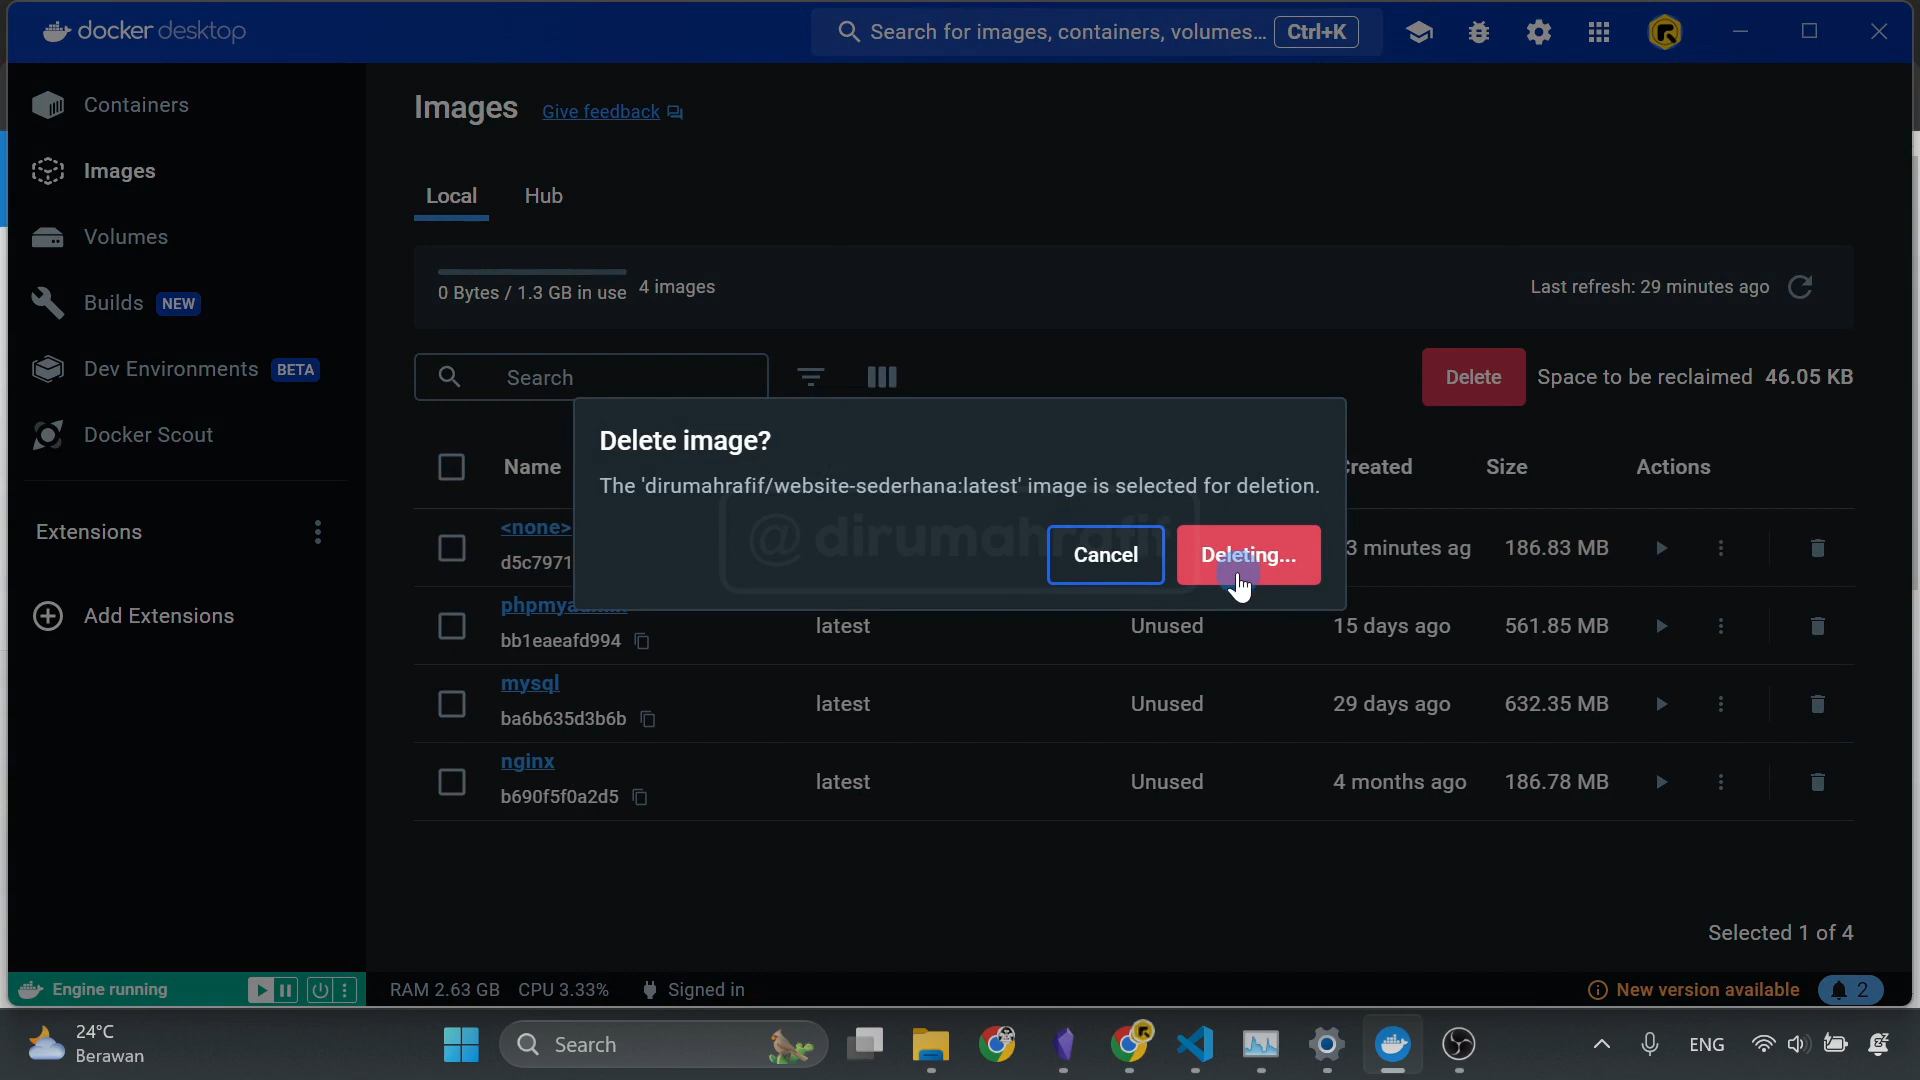 docker desktop
Search for images, containers, volumes... Ctrl+K
Containers
Images
Volumes
Builds NEW
Dev Environments BETA
Docker Scout
Extensions
Add Extensions
Images Give feedback
Local Hub
0 Bytes / 1.3 GB in use 4 images
Last refresh: 29 minutes ago
Search
Delete Space to be reclaimed 46.05 KB
Name reated Size Actions
Delete image?
The 'dirumahrafif/website-sederhana:latest' image is selected for deletion.
@dirumahrafif
Cancel Deleting...
<none>
d5c7971 3 minutes ag 186.83 MB
phpmya
bb1eaeafd994 latest Unused 15 days ago 561.85 MB
mysql
ba6b635d3b6b latest Unused 29 days ago 632.35 MB
nginx
b690f5f0a2d5 latest Unused 4 months ago 186.78 MB
Selected 1 of 4
Engine running RAM 2.63 GB CPU 3.33% Signed in New version available 2
24°C
Berawan
Search
ENG